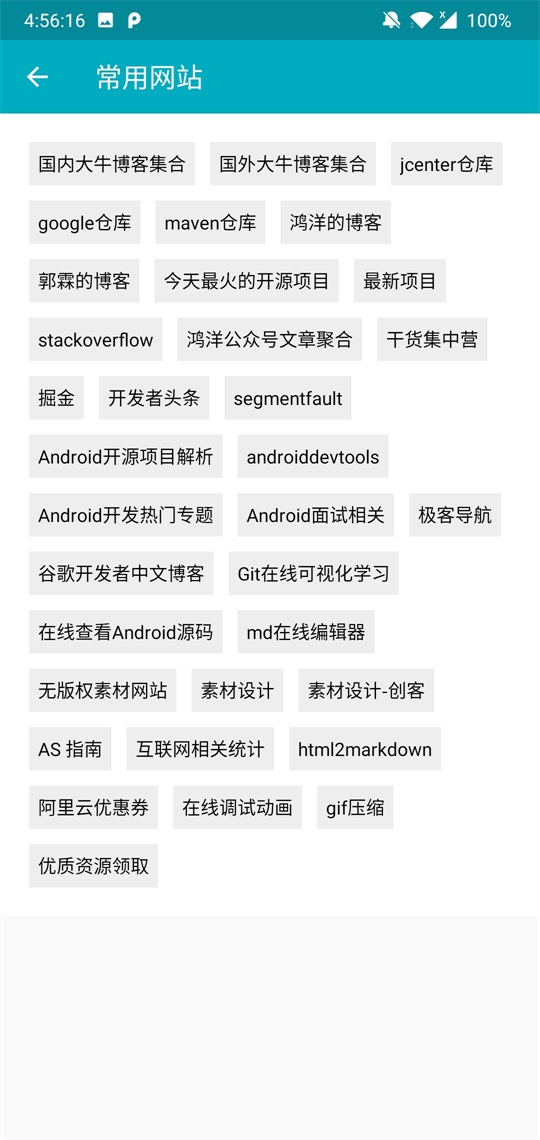 4:56:16 100%
常用网站
国内大牛博客集合 国外大牛博客集合 jcenter仓库
google仓库 maven仓库 鸿洋的博客
郭霖的博客 今天最火的开源项目 最新项目
stackoverflow 鸿洋公众号文章聚合 干货集中营
掘金 开发者头条 segmentfault
Android开源项目解析 androiddevtools
Android开发热门专题 Android面试相关 极客导航
谷歌开发者中文博客 Git在线可视化学习
在线查看Android源码 md在线编辑器
无版权素材网站 素材设计 素材设计-创客
AS 指南 互联网相关统计 html2markdown
阿里云优惠券 在线调试动画 gif压缩
优质资源领取